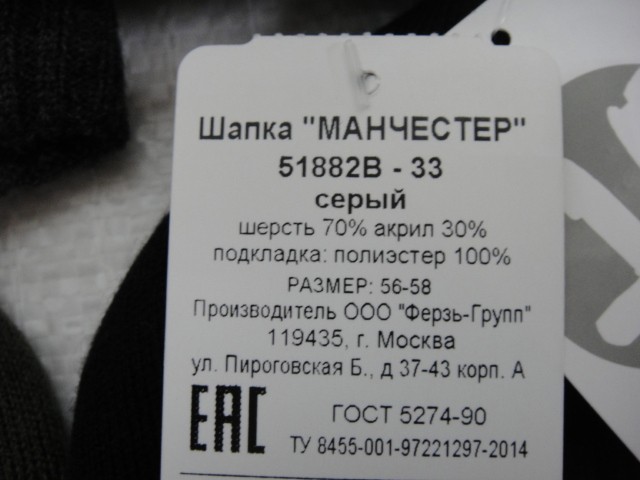 Шапка "МАНЧЕСТЕР"
51882В - 33
серый
шерсть 70% акрил 30%
подкладка: полиэстер 100%
РАЗМЕР: 56-58
Производитель ООО "Ферзь-Групп"
119435, г. Москва
ул. Пироговская Б., д 37-43 корп. А
EAC
ГОСТ 5274-90
ТУ 8455-001-97221297-2014